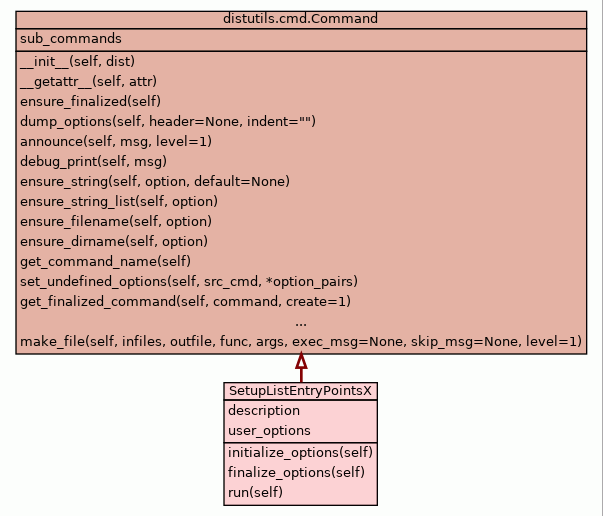 distutils.cmd.Command
sub_commands
__init__(self, dist)
__getattr__(self, attr)
ensure_finalized(self)
dump_options(self, header=None, indent="")
announce(self, msg, level=1)
debug_print(self, msg)
ensure_string(self, option, default=None)
ensure_string_list(self, option)
ensure_filename(self, option)
ensure_dirname(self, option)
get_command_name(self)
set_undefined_options(self, src_cmd, *option_pairs)
get_finalized_command(self, command, create=1)
...
make_file(self, infiles, outfile, func, args, exec_msg=None, skip_msg=None, level=1)
SetupListEntryPointsX
description
user_options
initialize_options(self)
finalize_options(self)
run(self)